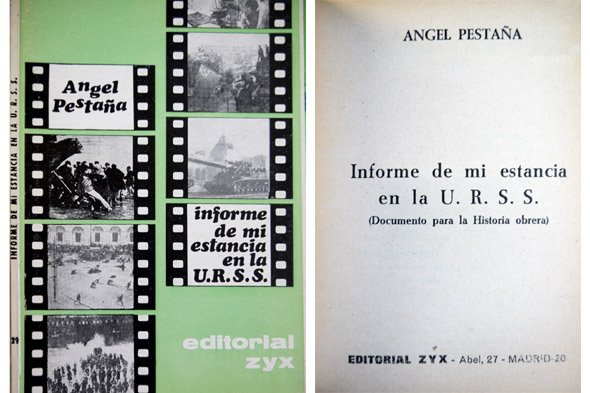 INFORME DE MI ESTANCIA EN LA U. R. S. S.
29
Angel
Pestaña
informe
de mi
estancia
en la
U.R.S.S.
editorial
zyx
ANGEL PESTAÑA
Informe de mi estancia
en la U. R. S. S.
(Documento para la Historia obrera)
EDITORIAL ZYX - Abel, 27 - MADRID-20